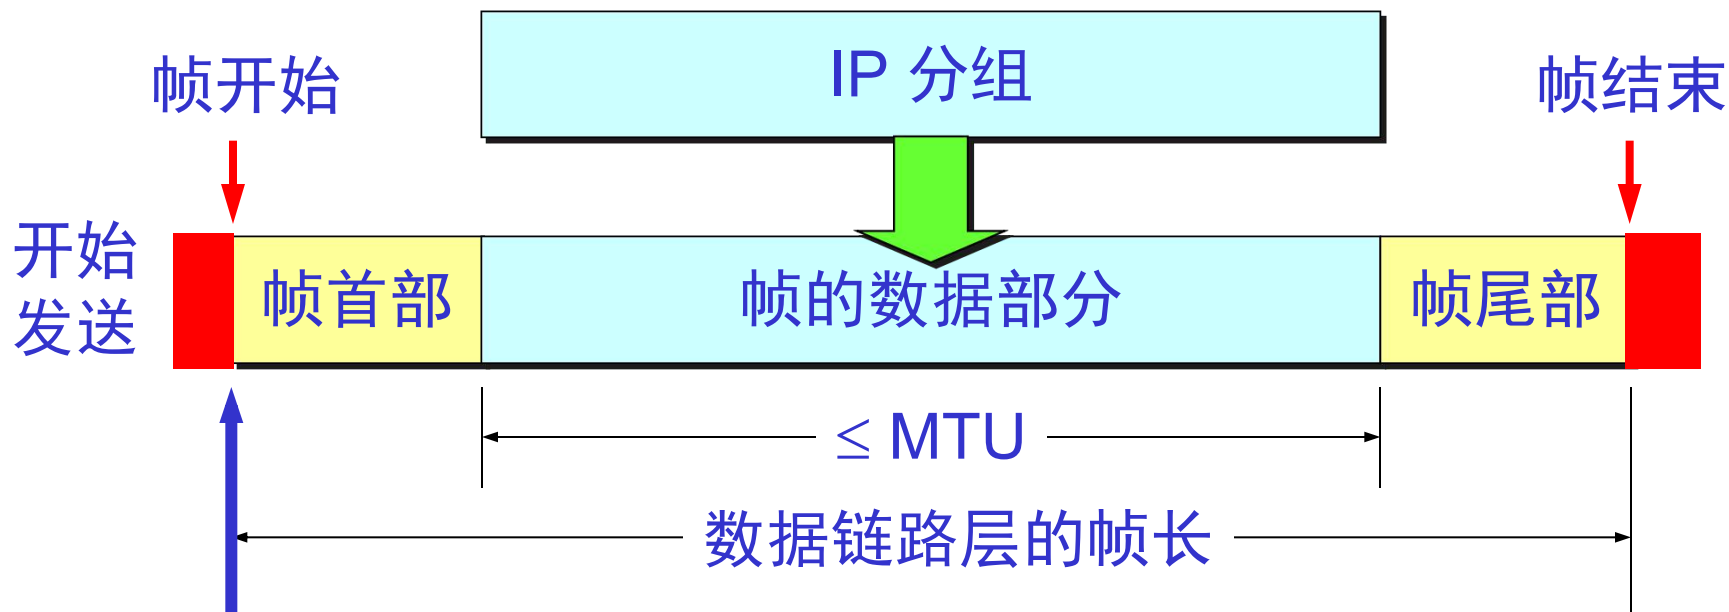 IP 分组
帧开始
帧结束
开始
发送
帧首部
帧的数据部分
帧尾部
≤ MTU
数据链路层的帧长